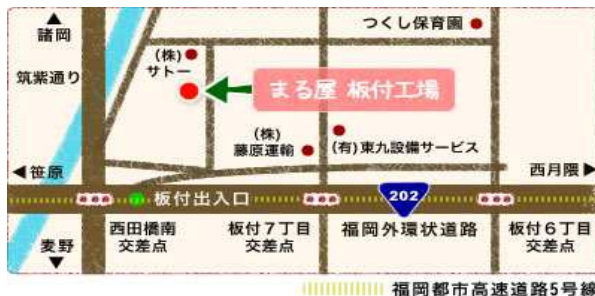 ▲
諸岡
つくし保育園
筑紫通り
(株)
サトー
まる屋 板付工場
(株)
藤原運輸
(有)東九設備サービス
◀笹原
西月隈▶
板付出入口
202
西田橋南
交差点
板付7丁目
交差点
福岡外環状道路
板付6丁目
交差点
麦野
▼
福岡都市高速道路5号線